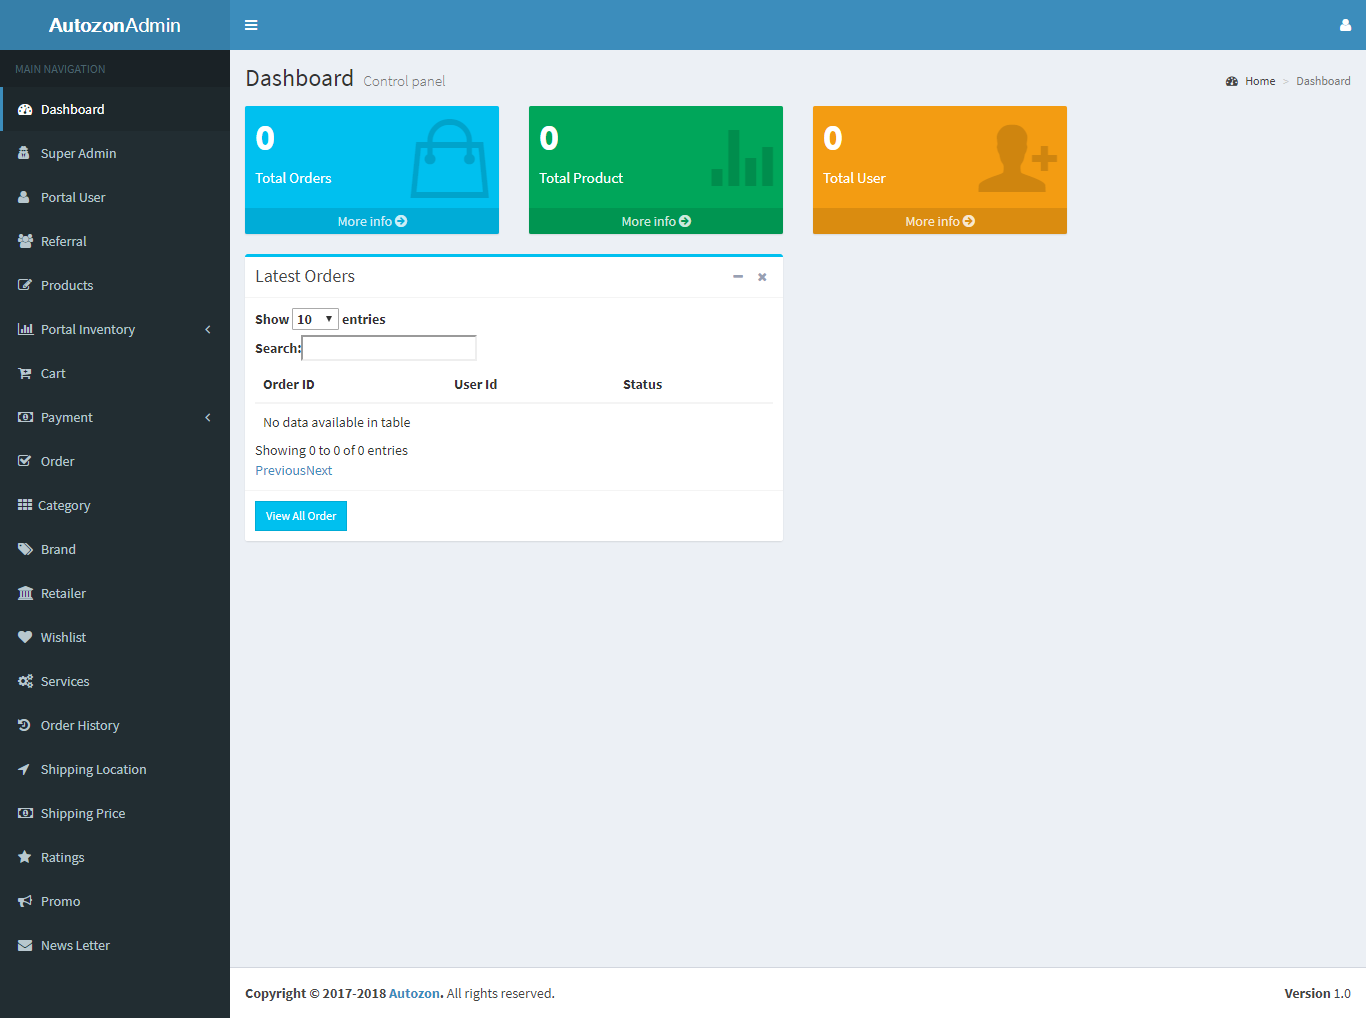 AutozonAdmin
MAIN NAVIGATION
Dashboard
Super Admin
Portal User
Referral
Products
Portal Inventory
Cart
Payment
Order
Category
Brand
Retailer
Wishlist
Services
Order History
Shipping Location
Shipping Price
Ratings
Promo
News Letter
Dashboard Control panel
Home > Dashboard
0
Total Orders
More info
0
Total Product
More info
0
Total User
More info
Latest Orders
Show 10 entries
Search:
Order ID User Id Status
No data available in table
Showing 0 to 0 of 0 entries
PreviousNext
View All Order
Copyright © 2017-2018 Autozon. All rights reserved.
Version 1.0